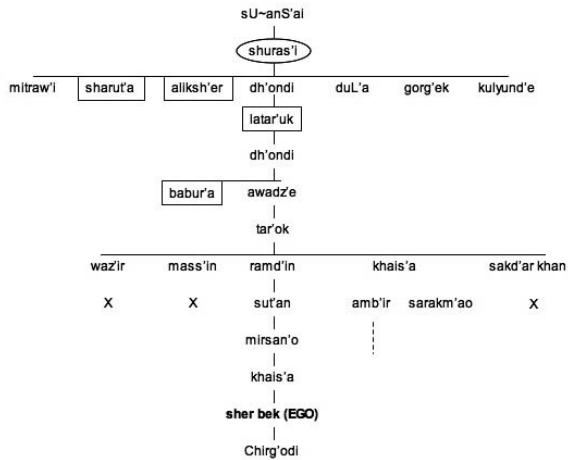 sU~anS'ai
shuras'i
mitraw'i sharut'a aliksh'er dh'ondi duL'a gorg'ek kulyund'e
latar'uk
dh'ondi
babur'a awadz'e
tar'ok
waz'ir mass'in ramd'in khais'a sakd'ar khan
X X sut'an amb'ir sarakm'ao X
mirsan'o
khais'a
sher bek (EGO)
Chirg'odi